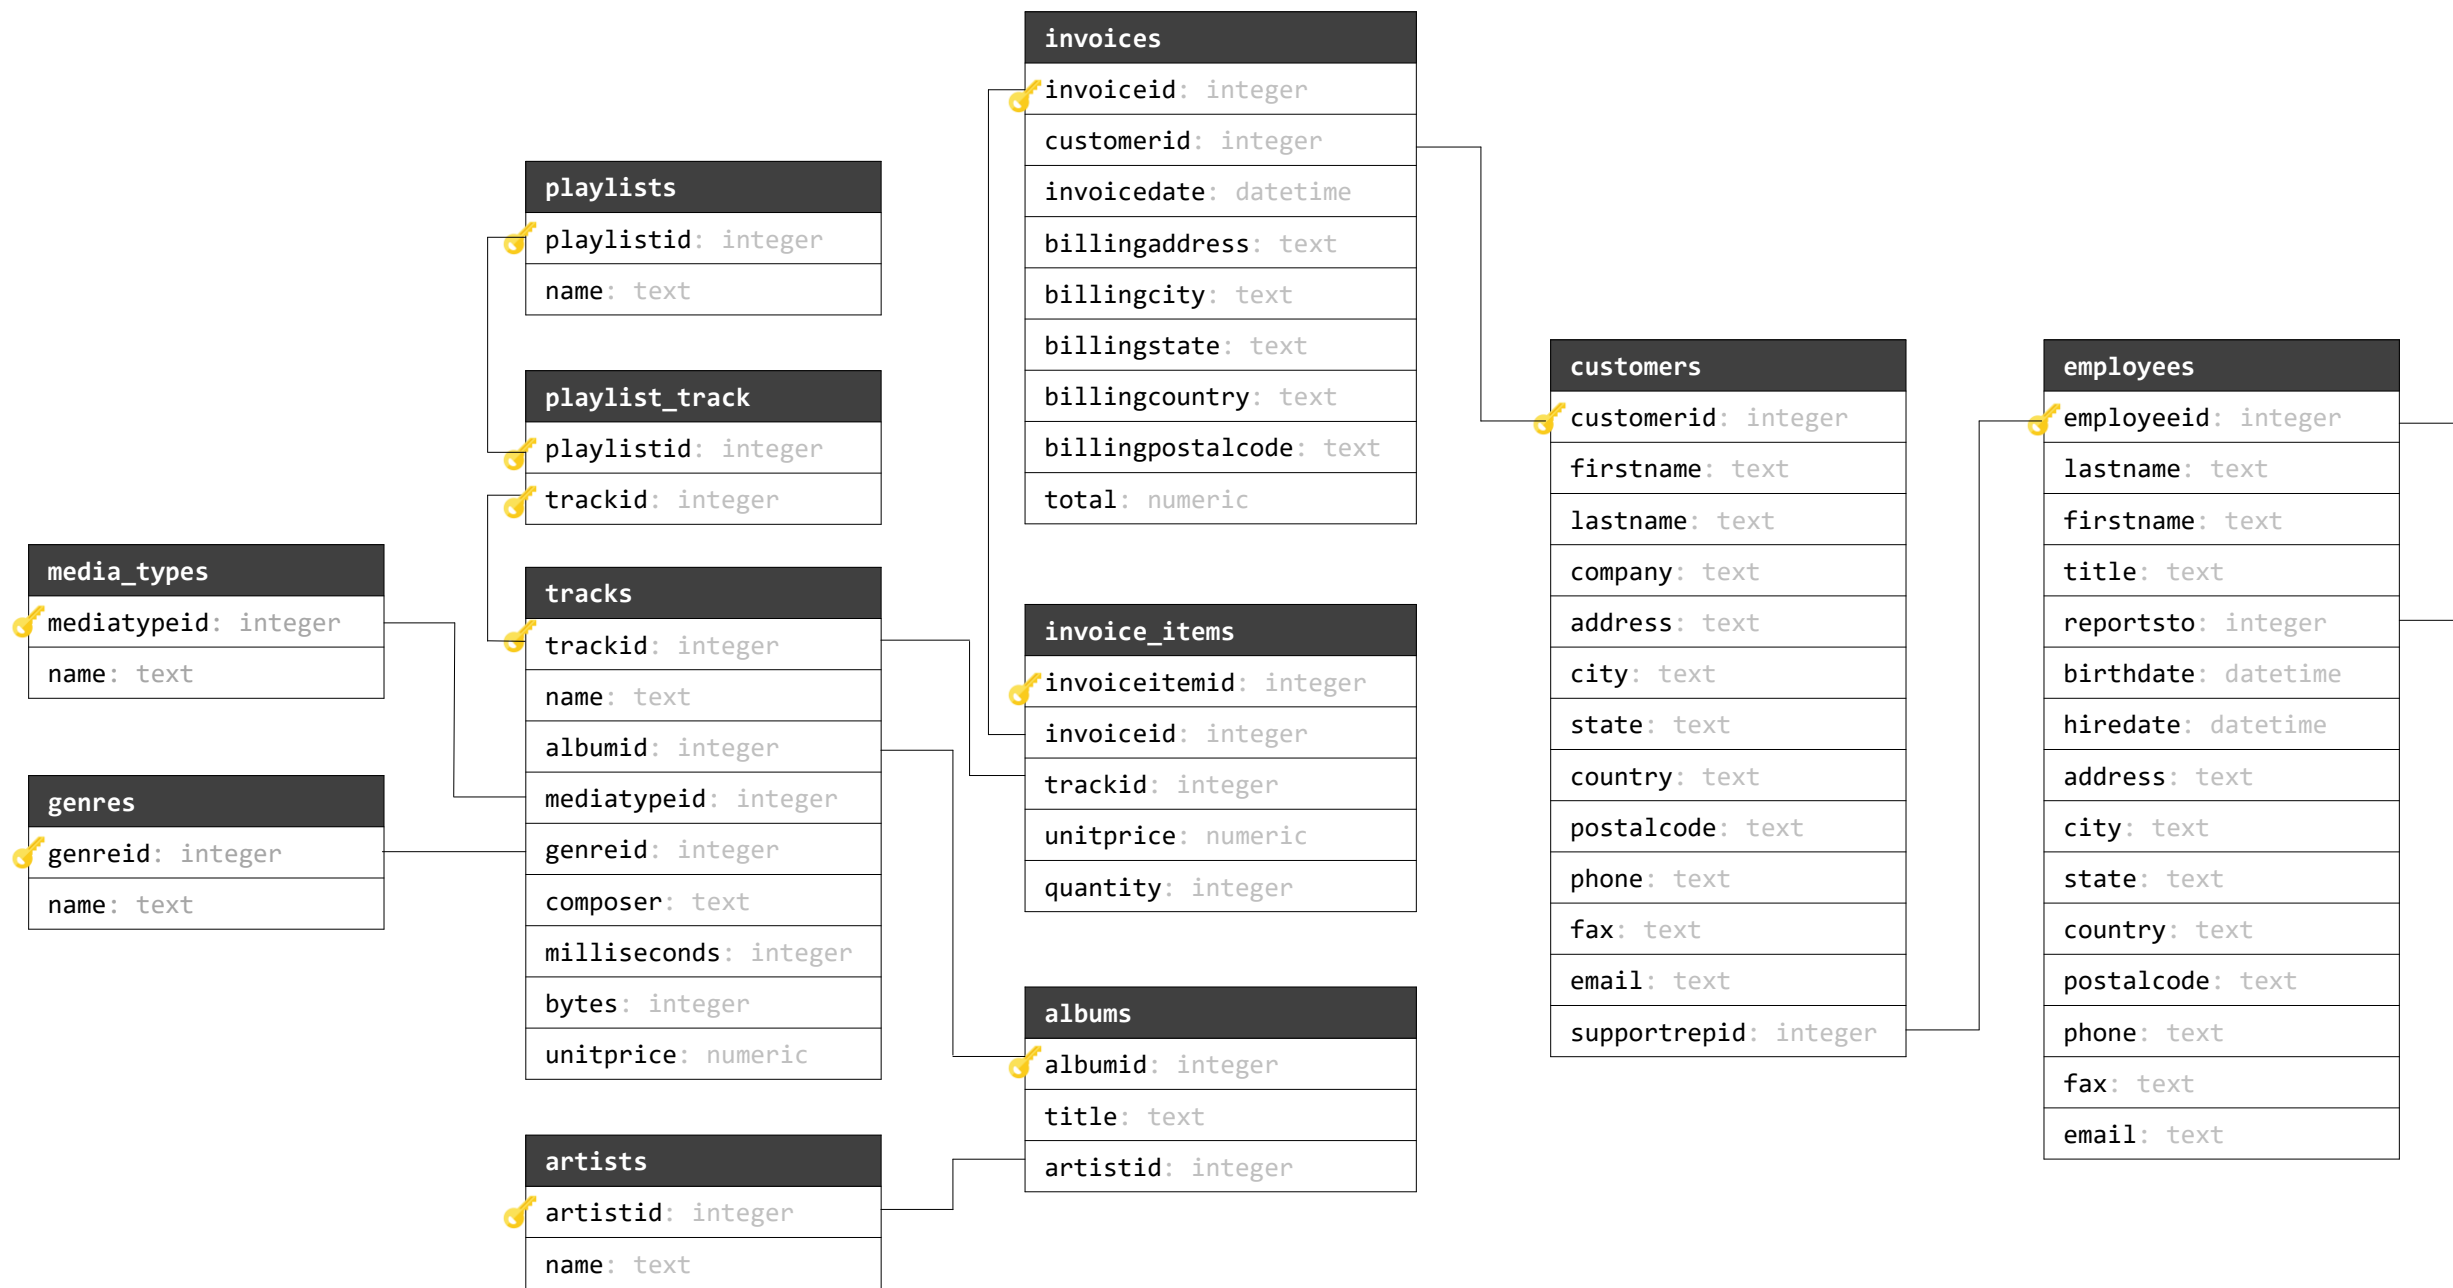 invoices
invoiceid: integer
customerid: integer
invoicedate: datetime
billingaddress: text
billingcity: text
billingstate: text
billingcountry: text
billingpostalcode: text
total: numeric
playlists
playlistid: integer
name: text
playlist_track
playlistid: integer
trackid: integer
media_types
mediatypeid: integer
name: text
genres
genreid: integer
name: text
tracks
trackid: integer
name: text
albumid: integer
mediatypeid: integer
genreid: integer
composer: text
milliseconds: integer
bytes: integer
unitprice: numeric
artists
artistid: integer
name: text
invoice_items
invoiceitemid: integer
invoiceid: integer
trackid: integer
unitprice: numeric
quantity: integer
albums
albumid: integer
title: text
artistid: integer
customers
customerid: integer
firstname: text
lastname: text
company: text
address: text
city: text
state: text
country: text
postalcode: text
phone: text
fax: text
email: text
supportrepid: integer
employees
employeeid: integer
lastname: text
firstname: text
title: text
reportsto: integer
birthdate: datetime
hiredate: datetime
address: text
city: text
state: text
country: text
postalcode: text
phone: text
fax: text
email: text